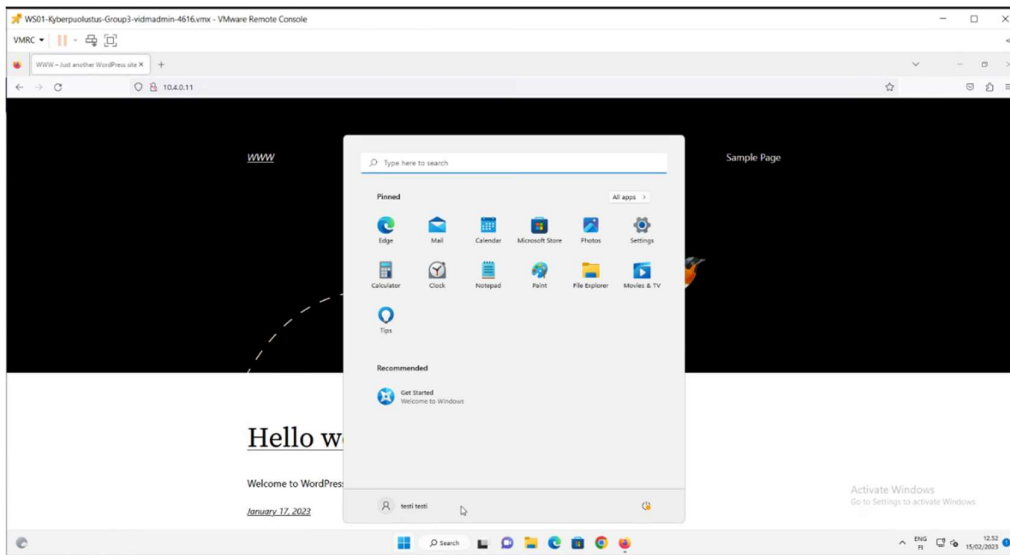 WS01-Kyberpuolustus-Group3-vidmadmin-4616.vmx - VMware Remote Console
VMRC
WWW – Just another WordPress site
10.4.0.11
WWW
Sample Page
Type here to search
Pinned
All apps
Edge
Mail
Calendar
Microsoft Store
Photos
Settings
Calculator
Clock
Notepad
Paint
File Explorer
Movies & TV
Tips
Recommended
Get Started
Welcome to Windows
Hello w
Welcome to WordPres
January 17, 2023
testi testi
Activate Windows
Go to Settings to activate Windows.
Search
ENG
FI
12.52
15/02/2023